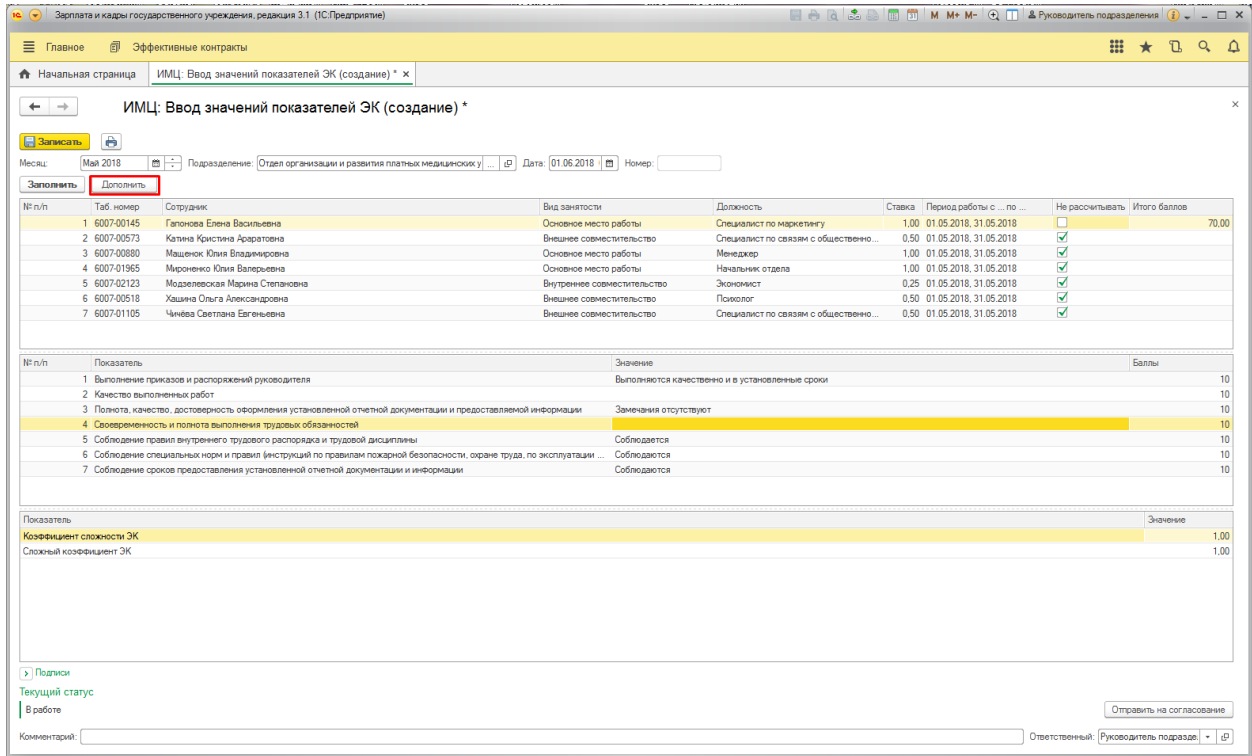 Зарплата и кадры государственного учреждения, редакция 3.1 (1С:Предприятие) M M+ M- Руководитель подразделения
Главное Эффективные контракты
Начальная страница ИМЦ: Ввод значений показателей ЭК (создание) * ×
ИМЦ: Ввод значений показателей ЭК (создание) *
Записать
Месяц: Май 2018 Подразделение: Отдел организации и развития платных медицинских у ... Дата: 01.06.2018 Номер:
Заполнить Дополнить
№ п/п Таб. номер Сотрудник Вид занятости Должность Ставка Период работы с ... по ... Не рассчитывать Итого баллов
1 6007-00145 Гапонова Елена Васильевна Основное место работы Специалист по маркетингу 1,00 01.05.2018, 31.05.2018 70,00
2 6007-00573 Катина Кристина Араратовна Внешнее совместительство Специалист по связям с общественно... 0,50 01.05.2018, 31.05.2018
3 6007-00880 Мащенок Юлия Владимировна Основное место работы Менеджер 1,00 01.05.2018, 31.05.2018
4 6007-01965 Мироненко Юлия Валерьевна Основное место работы Начальник отдела 1,00 01.05.2018, 31.05.2018
5 6007-02123 Модзелевская Марина Степановна Внутреннее совместительство Экономист 0,25 01.05.2018, 31.05.2018
6 6007-00518 Хашина Ольга Александровна Внешнее совместительство Психолог 0,50 01.05.2018, 31.05.2018
7 6007-01105 Чичёва Светлана Евгеньевна Внешнее совместительство Специалист по связям с общественно... 0,50 01.05.2018, 31.05.2018
№ п/п Показатель Значение Баллы
1 Выполнение приказов и распоряжений руководителя Выполняются качественно и в установленные сроки 10
2 Качество выполненных работ 10
3 Полнота, качество, достоверность оформления установленной отчетной документации и предоставляемой информации Замечания отсутствуют 10
4 Своевременность и полнота выполнения трудовых обязанностей 10
5 Соблюдение правил внутреннего трудового распорядка и трудовой дисциплины Соблюдается 10
6 Соблюдение специальных норм и правил (инструкций по правилам пожарной безопасности, охране труда, по эксплуатации ... Соблюдаются 10
7 Соблюдение сроков предоставления установленной отчетной документации и информации Соблюдаются 10
Показатель Значение
Коэффициент сложности ЭК 1,00
Сложный коэффициент ЭК 1,00
Подписи
Текущий статус
В работе Отправить на согласование
Комментарий: Ответственный: Руководитель подразде.